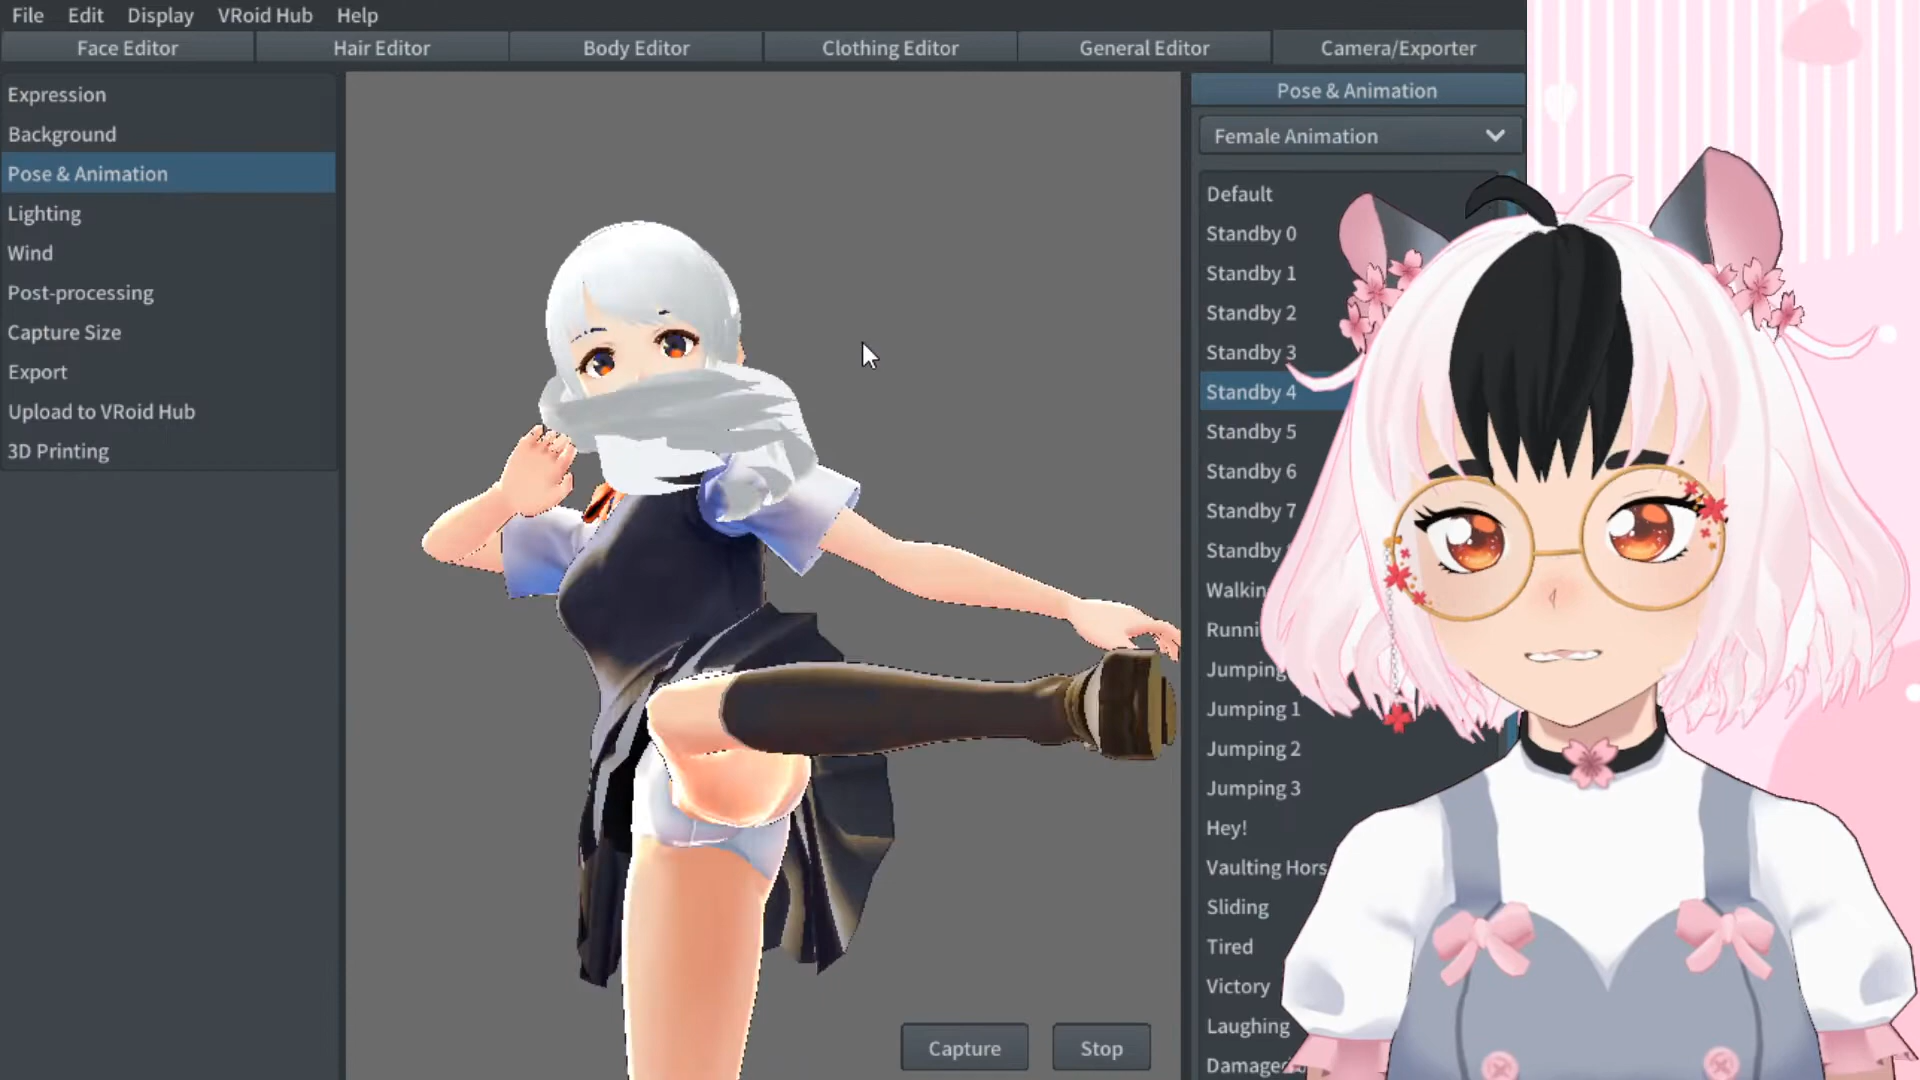 File Edit Display VRoid Hub Help
Face Editor Hair Editor Body Editor Clothing Editor General Editor Camera/Exporter
Expression
Background
Pose & Animation
Lighting
Wind
Post-processing
Capture Size
Export
Upload to VRoid Hub
3D Printing
Capture Stop
Pose & Animation
Female Animation
Default
Standby 0
Standby 1
Standby 2
Standby 3
Standby 4
Standby 5
Standby 6
Standby 7
Standby
Jumping
Jumping 1
Jumping 2
Jumping 3
Hey!
Vaulting
Sliding
Tired
Victory
Laughing